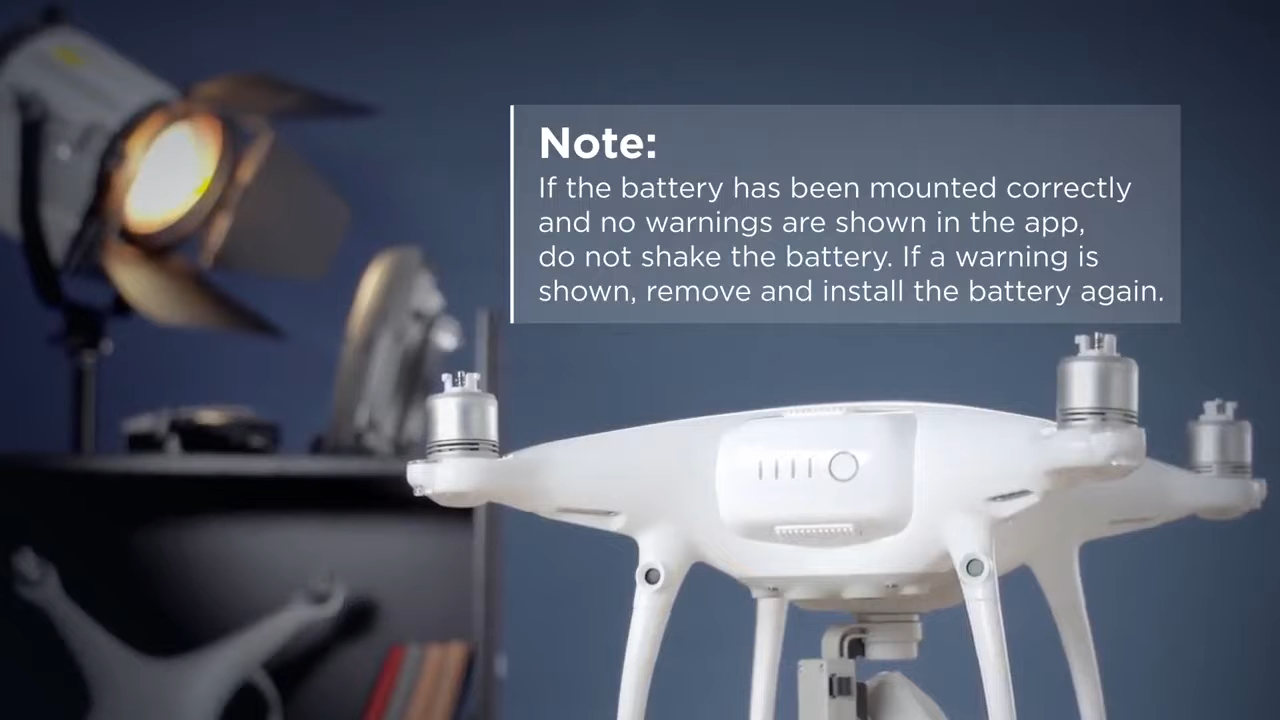 Note:
If the battery has been mounted correctly
and no warnings are shown in the app,
do not shake the battery. If a warning is
shown, remove and install the battery again.